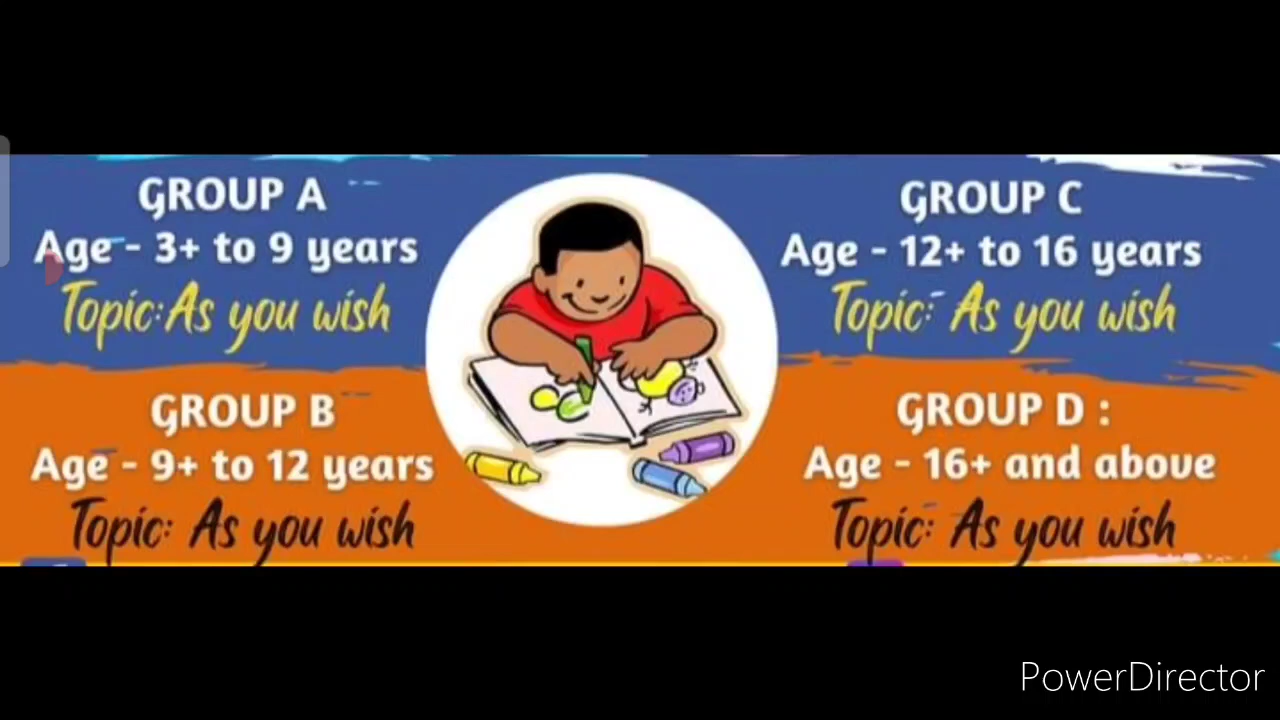 GROUP A
Age - 3+ to 9 years
Topic: As you wish
GROUP B
Age - 9+ to 12 years
Topic: As you wish
GROUP C
Age - 12+ to 16 years
Topic: As you wish
GROUP D :
Age - 16+ and above
Topic: As you wish
PowerDirector